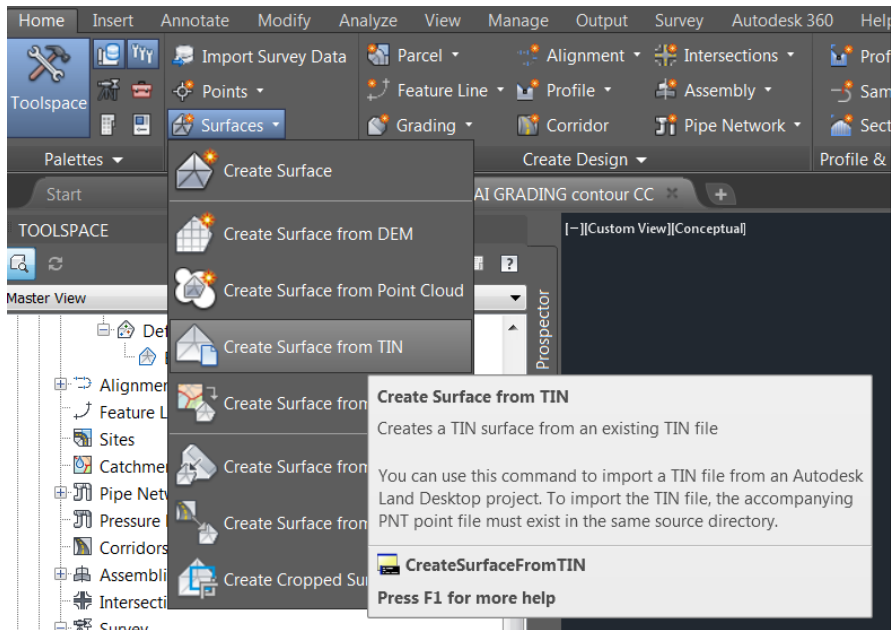 Home Insert Annotate Modify Analyze View Manage Output Survey Autodesk 360
Toolspace
Import Survey Data
Points
Surfaces
Parcel
Feature Line
Grading
Alignment
Profile
Corridor
Intersections
Assembly
Pipe Network
Palettes
Create Design
Profile &
Start
AI GRADING contour CC
TOOLSPACE
Master View
Prospector
Create Surface
Create Surface from DEM
Create Surface from Point Cloud
Create Surface from TIN
Create Surface from
Create Surface from
Create Surface from
Create Cropped
[−][Custom View][Conceptual]
Feature
Sites
Pipe
Pressure
Corridors
Survey
Create Surface from TIN
Creates a TIN surface from an existing TIN file
You can use this command to import a TIN file from an Autodesk
Land Desktop project. To import the TIN file, the accompanying
PNT point file must exist in the same source directory.
CreateSurfaceFromTIN
Press F1 for more help